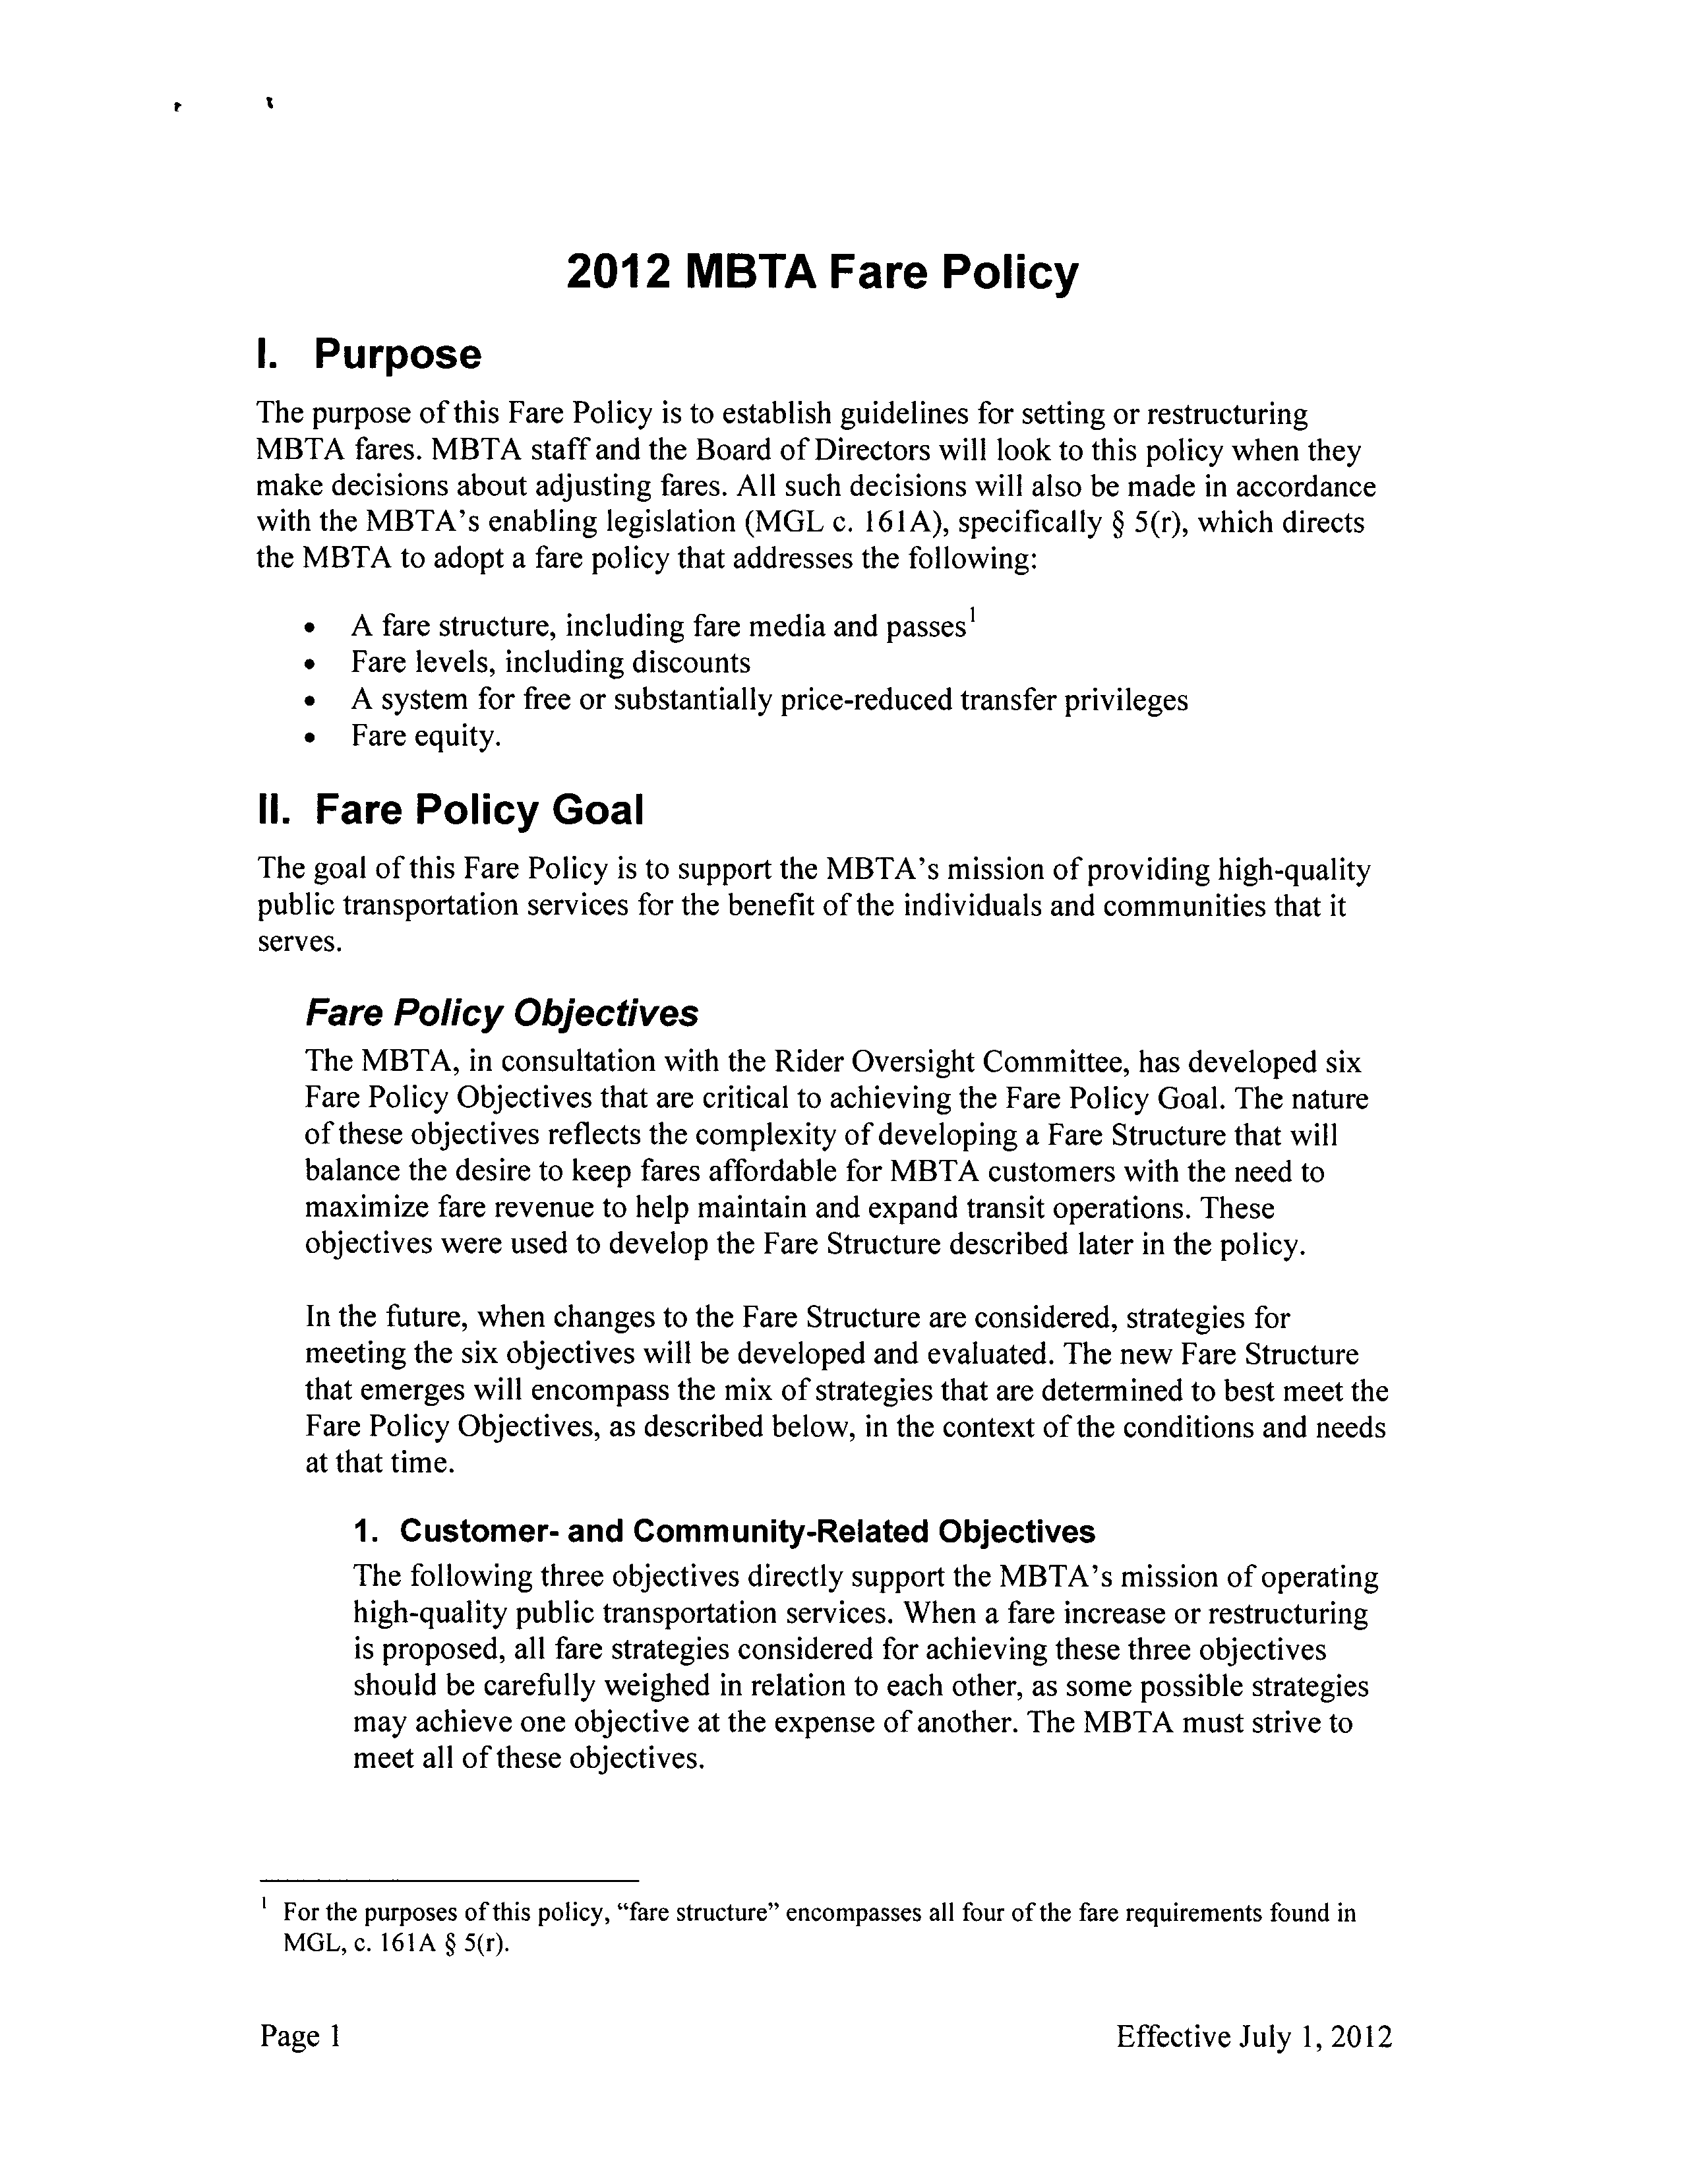 2012 MBTA Fare Policy
I. Purpose
The purpose of this Fare Policy is to establish guidelines for setting or restructuring
MBTA fares. MBTA staff and the Board of Directors will look to this policy when they
make decisions about adjusting fares. All such decisions will also be made in accordance
with the MBTA's enabling legislation (MGL c. 161A), specifically § 5(r), which directs
the MBTA to adopt a fare policy that addresses the following:
• A fare structure, including fare media and passes¹
• Fare levels, including discounts
• A system for free or substantially price-reduced transfer privileges
• Fare equity.
II. Fare Policy Goal
The goal of this Fare Policy is to support the MBTA's mission of providing high-quality
public transportation services for the benefit of the individuals and communities that it
serves.
Fare Policy Objectives
The MBTA, in consultation with the Rider Oversight Committee, has developed six
Fare Policy Objectives that are critical to achieving the Fare Policy Goal. The nature
of these objectives reflects the complexity of developing a Fare Structure that will
balance the desire to keep fares affordable for MBTA customers with the need to
maximize fare revenue to help maintain and expand transit operations. These
objectives were used to develop the Fare Structure described later in the policy.
In the future, when changes to the Fare Structure are considered, strategies for
meeting the six objectives will be developed and evaluated. The new Fare Structure
that emerges will encompass the mix of strategies that are determined to best meet the
Fare Policy Objectives, as described below, in the context of the conditions and needs
at that time.
1. Customer- and Community-Related Objectives
The following three objectives directly support the MBTA's mission of operating
high-quality public transportation services. When a fare increase or restructuring
is proposed, all fare strategies considered for achieving these three objectives
should be carefully weighed in relation to each other, as some possible strategies
may achieve one objective at the expense of another. The MBTA must strive to
meet all of these objectives.
¹ For the purposes of this policy, “fare structure” encompasses all four of the fare requirements found in
MGL, c. 161A § 5(r).
Page 1 Effective July 1, 2012